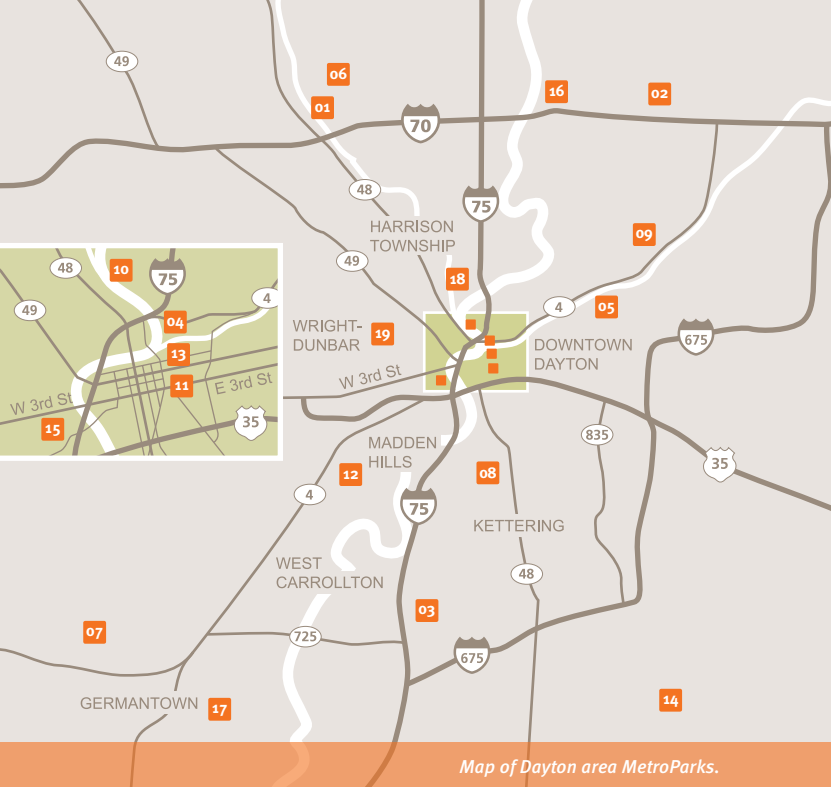 49
06
01
16
02
70
48
75
HARRISON
TOWNSHIP
09
49
18
10
48
75
4
49
04
13
11
W 3rd St
E 3rd St
15
35
WRIGHT-
DUNBAR
19
4
05
DOWNTOWN
DAYTON
675
W 3rd St
MADDEN
HILLS
835
35
12
08
4
75
KETTERING
WEST
CARROLLTON
48
03
07
725
675
GERMANTOWN
17
14
Map of Dayton area MetroParks.